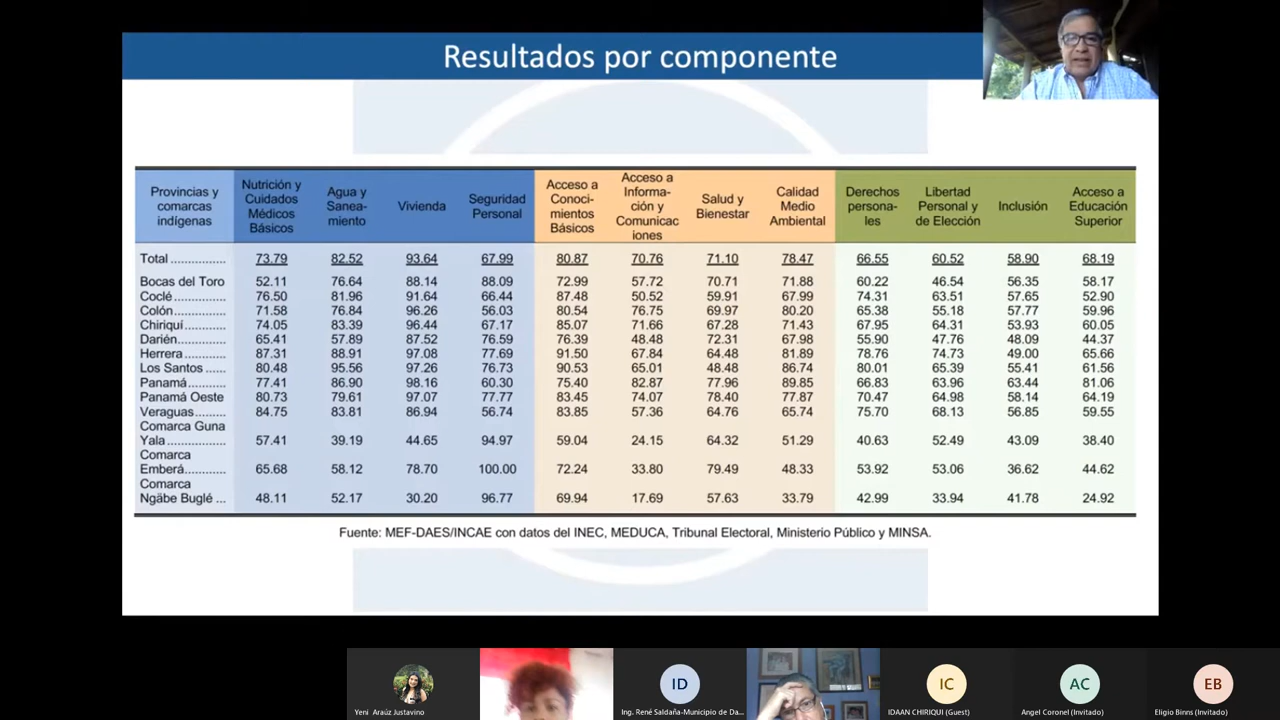 Resultados por componente
Provincias y comarcas indígenas Nutrición y Cuidados Médicos Básicos Agua y Sanea- miento Vivienda Seguridad Personal Acceso a Conoci- mientos Básicos Acceso a Informa- ción y Comunicac iones Salud y Bienestar Calidad Medio Ambiental Derechos persona- les Libertad Personal y de Elección Inclusión Acceso a Educación Superior
Total ............... 73.79 82.52 93.64 67.99 80.87 70.76 71.10 78.47 66.55 60.52 58.90 68.19
Bocas del Toro 52.11 76.64 88.14 88.09 72.99 57.72 70.71 71.88 60.22 46.54 56.35 58.17
Coclé .............. 76.50 81.96 91.64 66.44 87.48 50.52 59.91 67.99 74.31 63.51 57.65 52.90
Colón .............. 71.58 76.84 96.26 56.03 80.54 76.75 69.97 80.20 65.38 55.18 57.77 59.96
Chiriquí ............ 74.05 83.39 96.44 67.17 85.07 71.66 67.28 71.43 67.95 64.31 53.93 60.05
Darién .............. 65.41 57.89 87.52 76.59 76.39 48.48 72.31 67.98 55.90 47.76 48.09 44.37
Herrera ............ 87.31 88.91 97.08 77.69 91.50 67.84 64.48 81.89 78.76 74.73 49.00 65.66
Los Santos ...... 80.48 95.56 97.26 76.73 90.53 65.01 48.48 86.74 80.01 65.39 55.41 61.56
Panamá ........... 77.41 86.90 98.16 60.30 75.40 82.87 77.96 89.85 66.83 63.96 63.44 81.06
Panamá Oeste 80.73 79.61 97.07 77.77 83.45 74.07 78.40 77.87 70.47 64.98 58.14 64.19
Veraguas ......... 84.75 83.81 86.94 56.74 83.85 57.36 64.76 65.74 75.70 68.13 56.85 59.55
Comarca Guna
Yala ................. 57.41 39.19 44.65 94.97 59.04 24.15 64.32 51.29 40.63 52.49 43.09 38.40
Comarca
Emberá ............ 65.68 58.12 78.70 100.00 72.24 33.80 79.49 48.33 53.92 53.06 36.62 44.62
Comarca
Ngäbe Buglé ... 48.11 52.17 30.20 96.77 69.94 17.69 57.63 33.79 42.99 33.94 41.78 24.92
Fuente: MEF-DAES/INCAE con datos del INEC, MEDUCA, Tribunal Electoral, Ministerio Público y MINSA.
ID IC AC EB
Yeni Araúz Justavino Ing. René Saldaña-Municipio de Da... IDAAN CHIRIQUI (Guest) Angel Coronel (Invitado) Eligio Binns (Invitado)